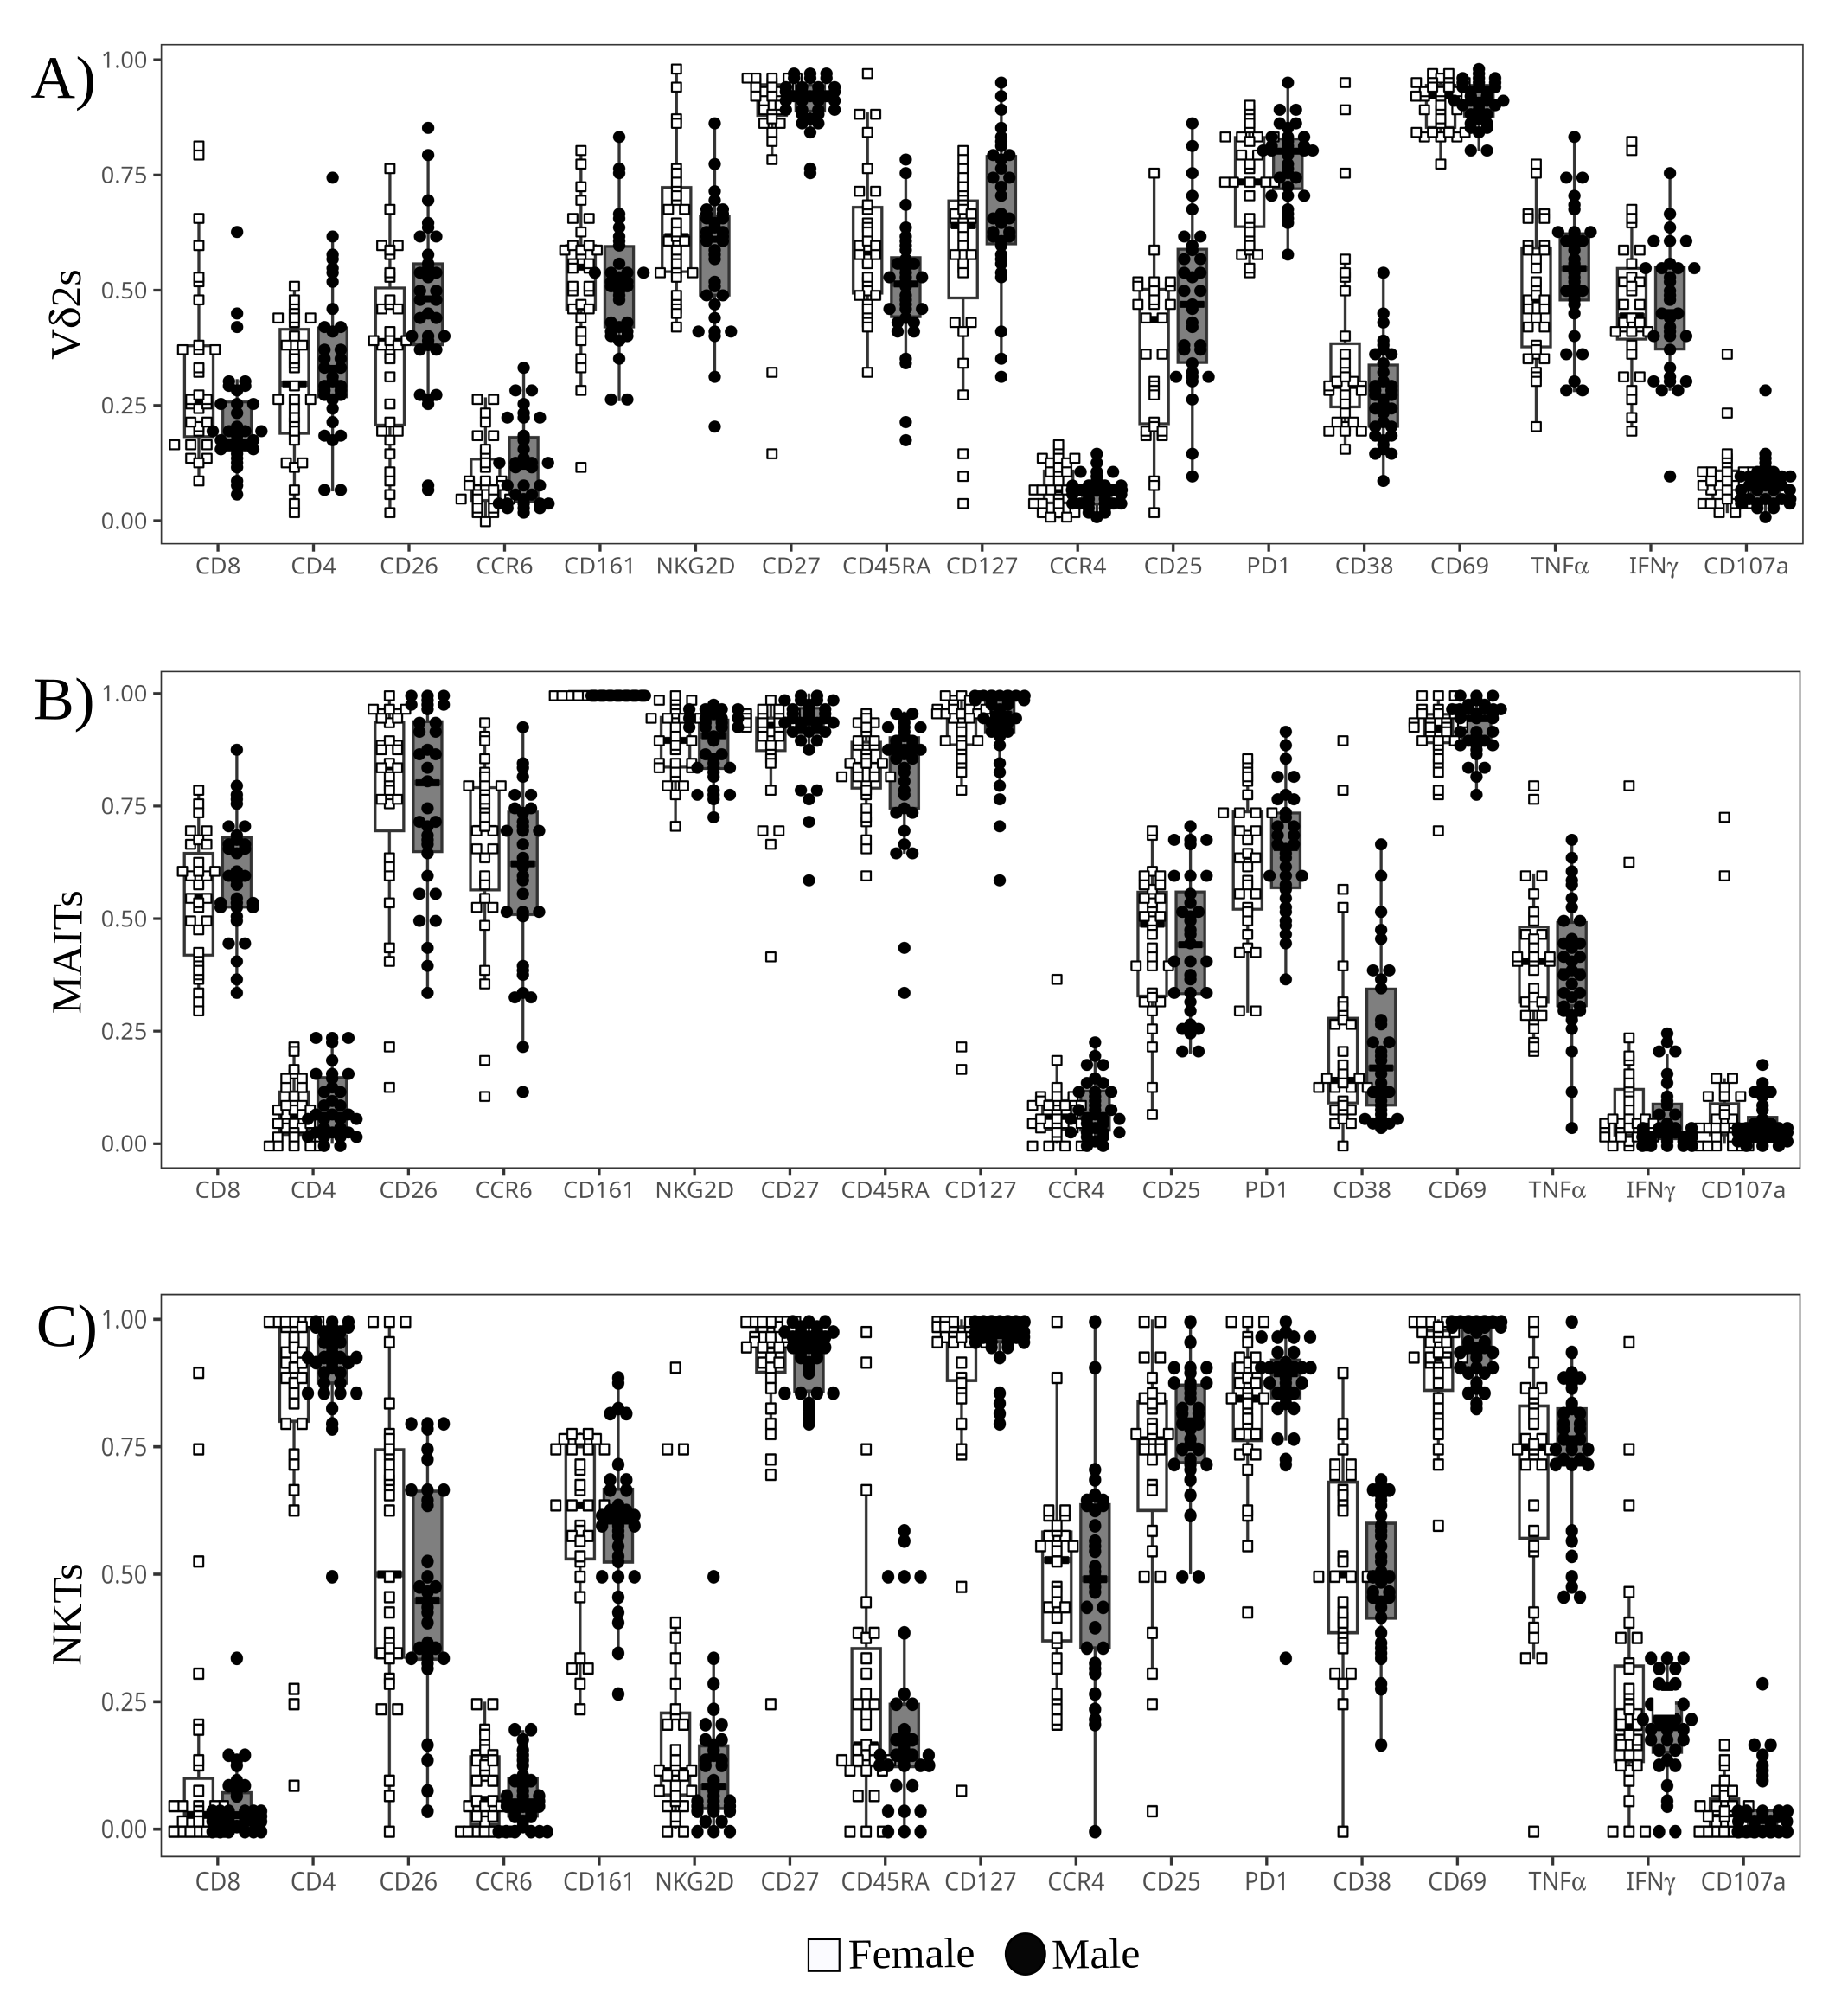 A)
1.00
0.75
0.50
0.25
0.00
Vδ2s
CD8 CD4 CD26 CCR6 CD161 NKG2D CD27 CD45RA CD127 CCR4 CD25 PD1 CD38 CD69 TNFα IFNγ CD107a
B)
1.00
0.75
0.50
0.25
0.00
MAITs
CD8 CD4 CD26 CCR6 CD161 NKG2D CD27 CD45RA CD127 CCR4 CD25 PD1 CD38 CD69 TNFα IFNγ CD107a
C)
1.00
0.75
0.50
0.25
0.00
NKTs
CD8 CD4 CD26 CCR6 CD161 NKG2D CD27 CD45RA CD127 CCR4 CD25 PD1 CD38 CD69 TNFα IFNγ CD107a
Female Male